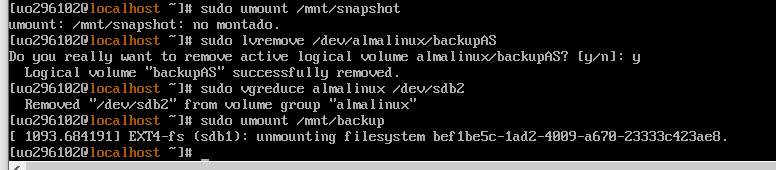 [uo296102@localhost ~]# sudo umount /mnt/snapshot
umount: /mnt/snapshot: no montado.
[uo296102@localhost ~]# sudo lvremove /dev/almalinux/backupAS
Do you really want to remove active logical volume almalinux/backupAS? [y/n]: y
  Logical volume "backupAS" successfully removed.
[uo296102@localhost ~]# sudo vgreduce almalinux /dev/sdb2
  Removed "/dev/sdb2" from volume group "almalinux"
[uo296102@localhost ~]# sudo umount /mnt/backup
[ 1093.684191] EXT4-fs (sdb1): unmounting filesystem bef1be5c-1ad2-4009-a670-23333c423ae8.
[uo296102@localhost ~]# _